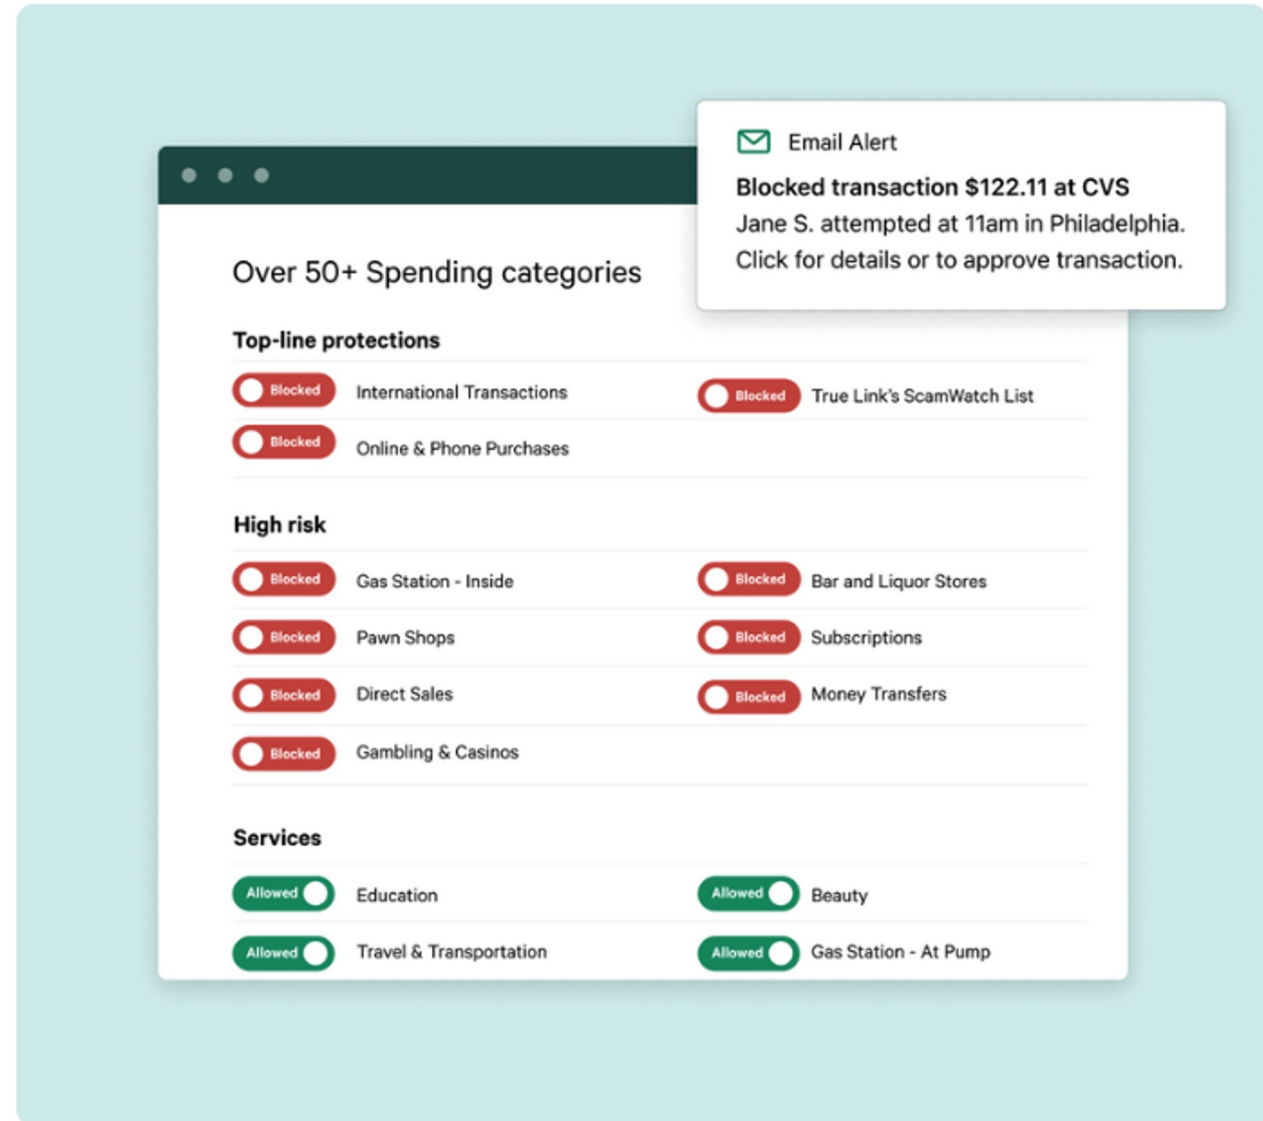 Email Alert
Blocked transaction $122.11 at CVS
Jane S. attempted at 11am in Philadelphia.
Click for details or to approve transaction.
Over 50+ Spending categories
Top-line protections
Blocked International Transactions
Blocked True Link's ScamWatch List
Blocked Online & Phone Purchases
High risk
Blocked Gas Station - Inside
Blocked Bar and Liquor Stores
Blocked Pawn Shops
Blocked Subscriptions
Blocked Direct Sales
Blocked Money Transfers
Blocked Gambling & Casinos
Services
Allowed Education
Allowed Beauty
Allowed Travel & Transportation
Allowed Gas Station - At Pump